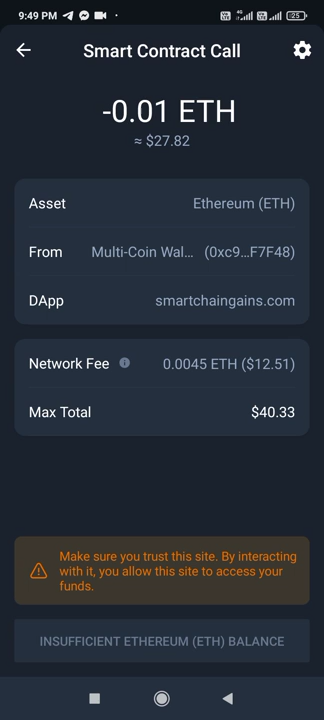 9:49 PM
4G
25
Smart Contract Call
-0.01 ETH
≈ $27.82
Asset Ethereum (ETH)
From Multi-Coin Wal... (0xc9...F7F48)
DApp smartchaingains.com
Network Fee 0.0045 ETH ($12.51)
Max Total $40.33
Make sure you trust this site. By interacting
with it, you allow this site to access your
funds.
INSUFFICIENT ETHEREUM (ETH) BALANCE